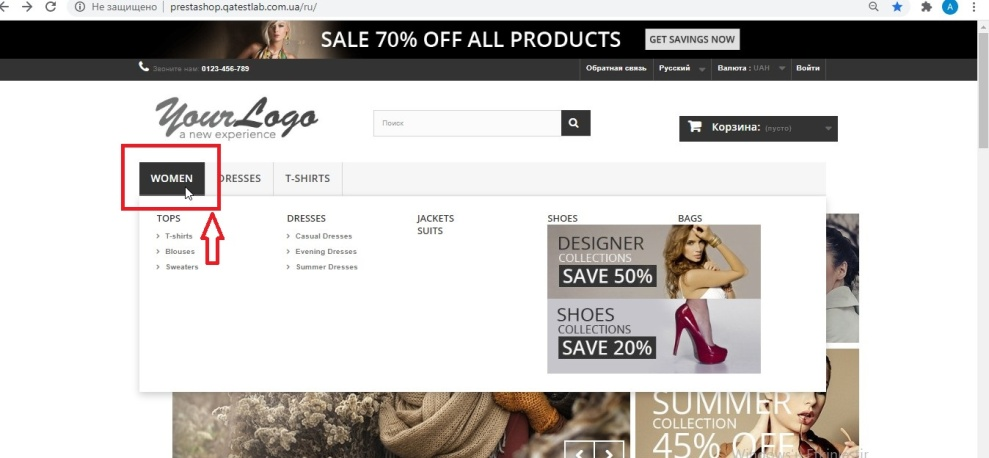 Не защищено | prestashop.qatestlab.com.ua/ru/
A
SALE 70% OFF ALL PRODUCTS GET SAVINGS NOW
Звоните нам: 0123-456-789 Обратная связь Русский Валюта : UAH Войти
YourLogo
a new experience
Поиск
Корзина: (пусто)
WOMEN DRESSES T-SHIRTS
TOPS
T-shirts
Blouses
Sweaters
DRESSES
Casual Dresses
Evening Dresses
Summer Dresses
JACKETS
SUITS
SHOES
BAGS
DESIGNER
COLLECTIONS
SAVE 50%
SHOES
COLLECTIONS
SAVE 20%
SUMMER
COLLECTION
45% OFF